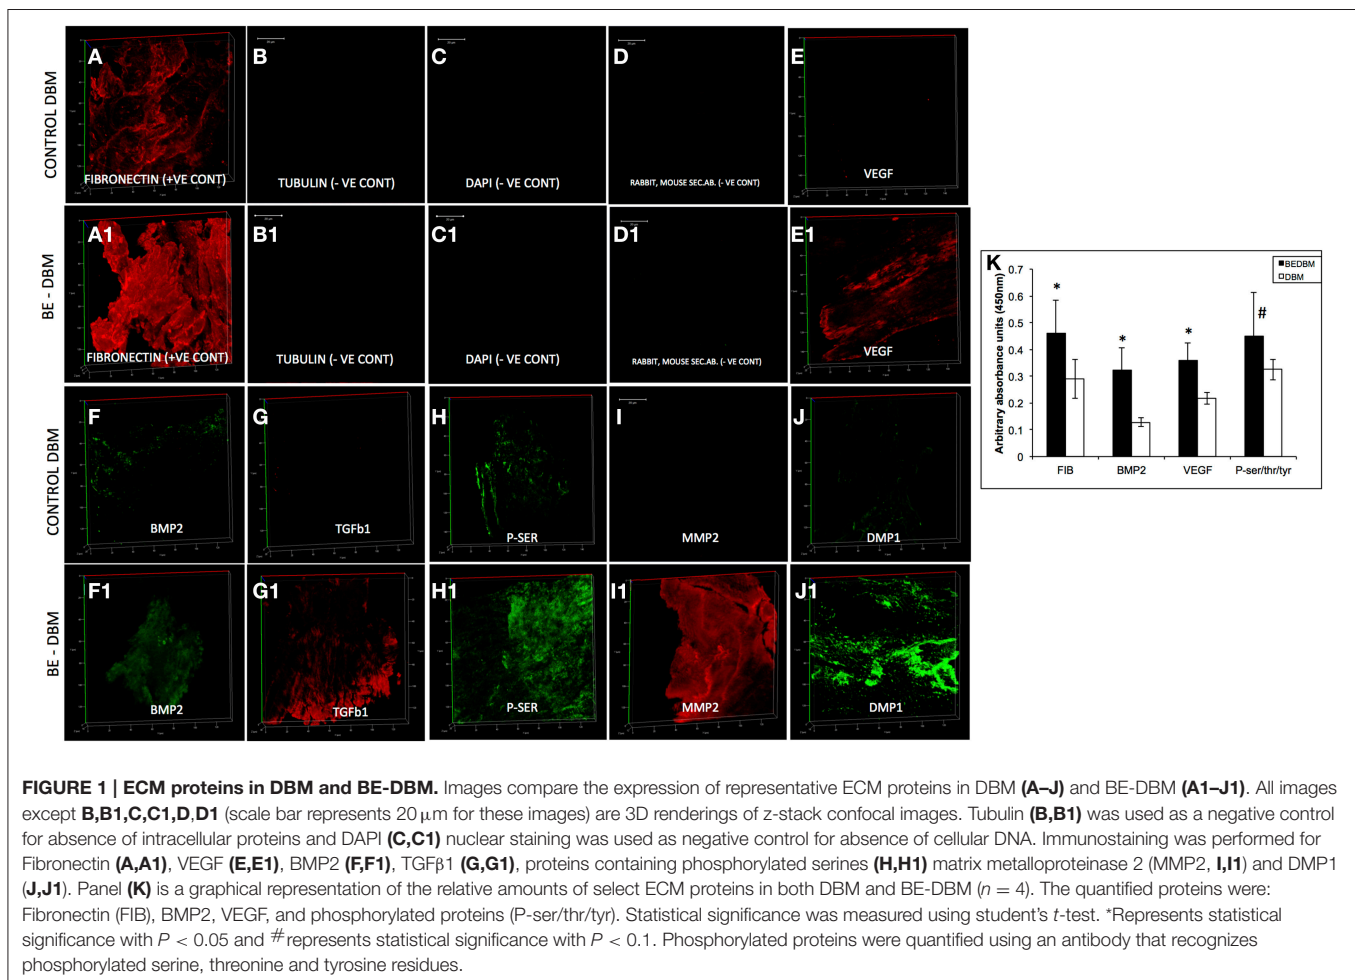 CONTROL DBM
A
FIBRONECTIN (+VE CONT)
B
TUBULIN (- VE CONT)
C
DAPI (- VE CONT)
D
RABBIT, MOUSE SEC.AB. (- VE CONT)
E
VEGF
BE - DBM
A1
FIBRONECTIN (+VE CONT)
B1
TUBULIN (- VE CONT)
C1
DAPI (- VE CONT)
D1
RABBIT, MOUSE SEC.AB. (- VE CONT)
E1
VEGF
CONTROL DBM
F
BMP2
G
TGFb1
H
P-SER
I
MMP2
J
DMP1
BE - DBM
F1
BMP2
G1
TGFb1
H1
P-SER
I1
MMP2
J1
DMP1
K
BEDBM
DBM
Arbitrary absorbance units (450nm)
0.7
0.6
0.5
0.4
0.3
0.2
0.1
0
* * * #
FIB BMP2 VEGF P-ser/thr/tyr
FIGURE 1 | ECM proteins in DBM and BE-DBM. Images compare the expression of representative ECM proteins in DBM (A–J) and BE-DBM (A1–J1). All images
except B,B1,C,C1,D,D1 (scale bar represents 20 μm for these images) are 3D renderings of z-stack confocal images. Tubulin (B,B1) was used as a negative control
for absence of intracellular proteins and DAPI (C,C1) nuclear staining was used as negative control for absence of cellular DNA. Immunostaining was performed for
Fibronectin (A,A1), VEGF (E,E1), BMP2 (F,F1), TGFβ1 (G,G1), proteins containing phosphorylated serines (H,H1) matrix metalloproteinase 2 (MMP2, I,I1) and DMP1
(J,J1). Panel (K) is a graphical representation of the relative amounts of select ECM proteins in both DBM and BE-DBM (n = 4). The quantified proteins were:
Fibronectin (FIB), BMP2, VEGF, and phosphorylated proteins (P-ser/thr/tyr). Statistical significance was measured using student's t-test. *Represents statistical
significance with P < 0.05 and #represents statistical significance with P < 0.1. Phosphorylated proteins were quantified using an antibody that recognizes
phosphorylated serine, threonine and tyrosine residues.